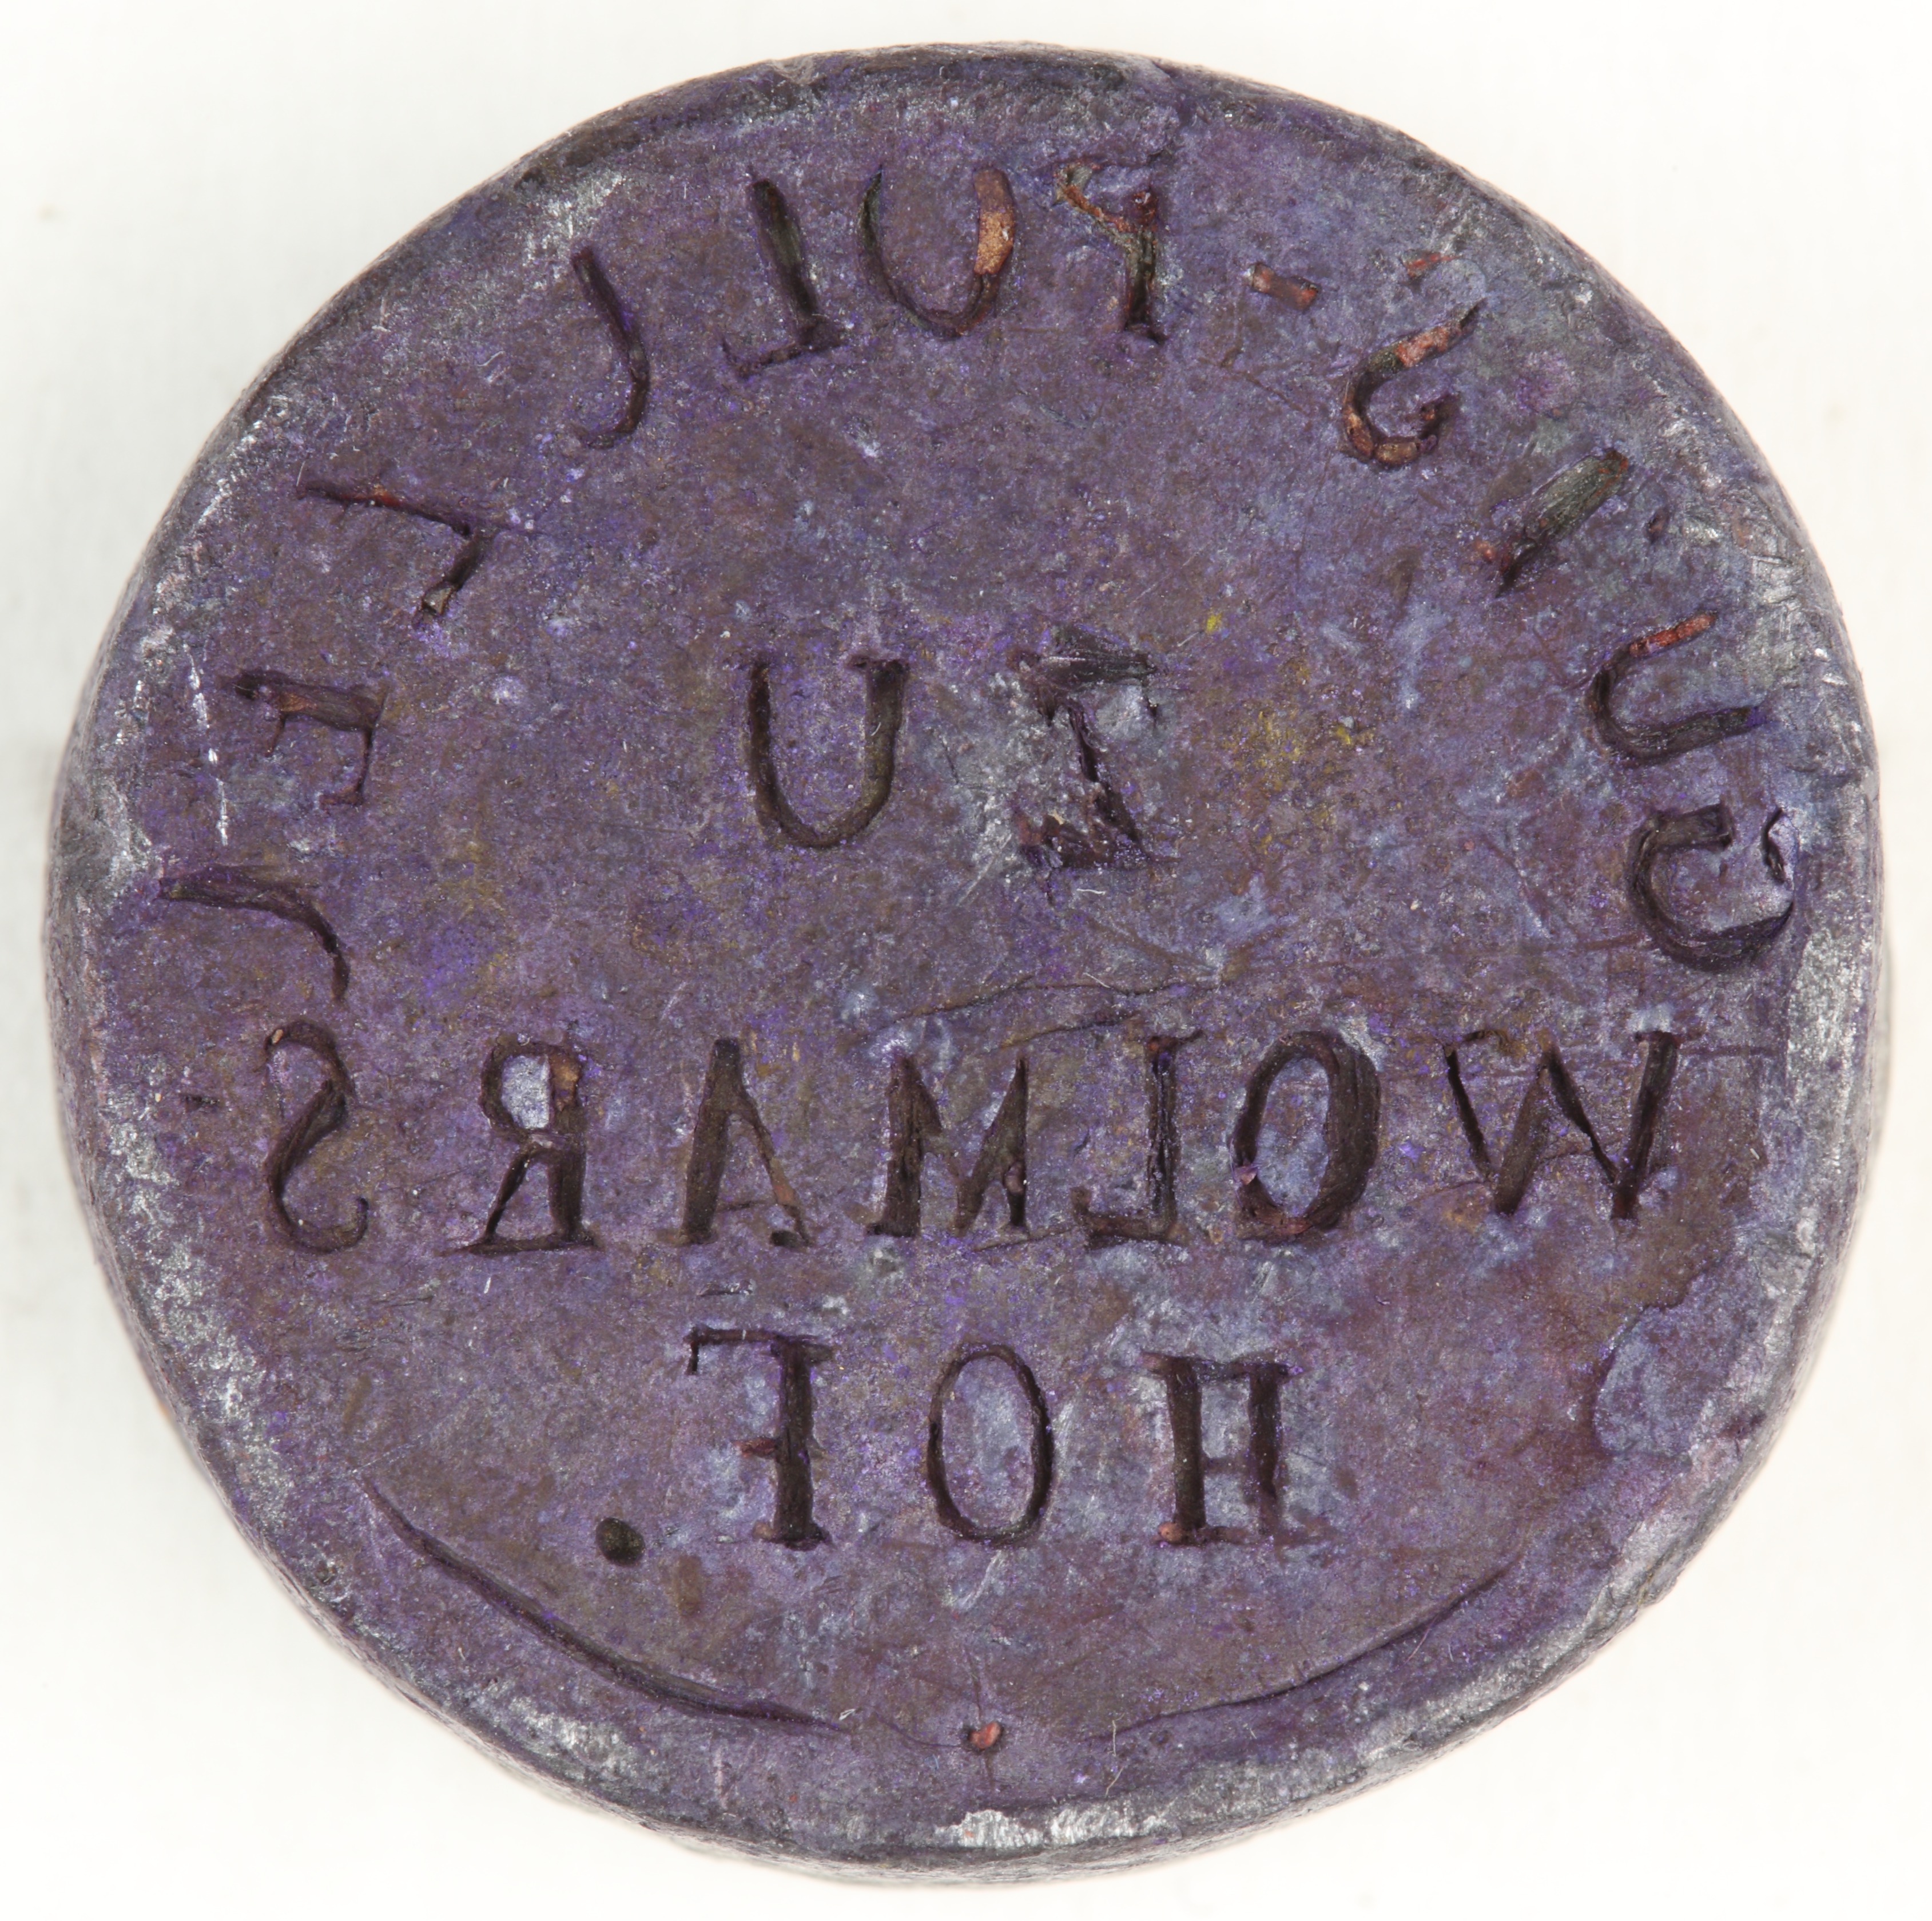 GUTS-POLIZEI
ZU
WOLMARS
HOF.